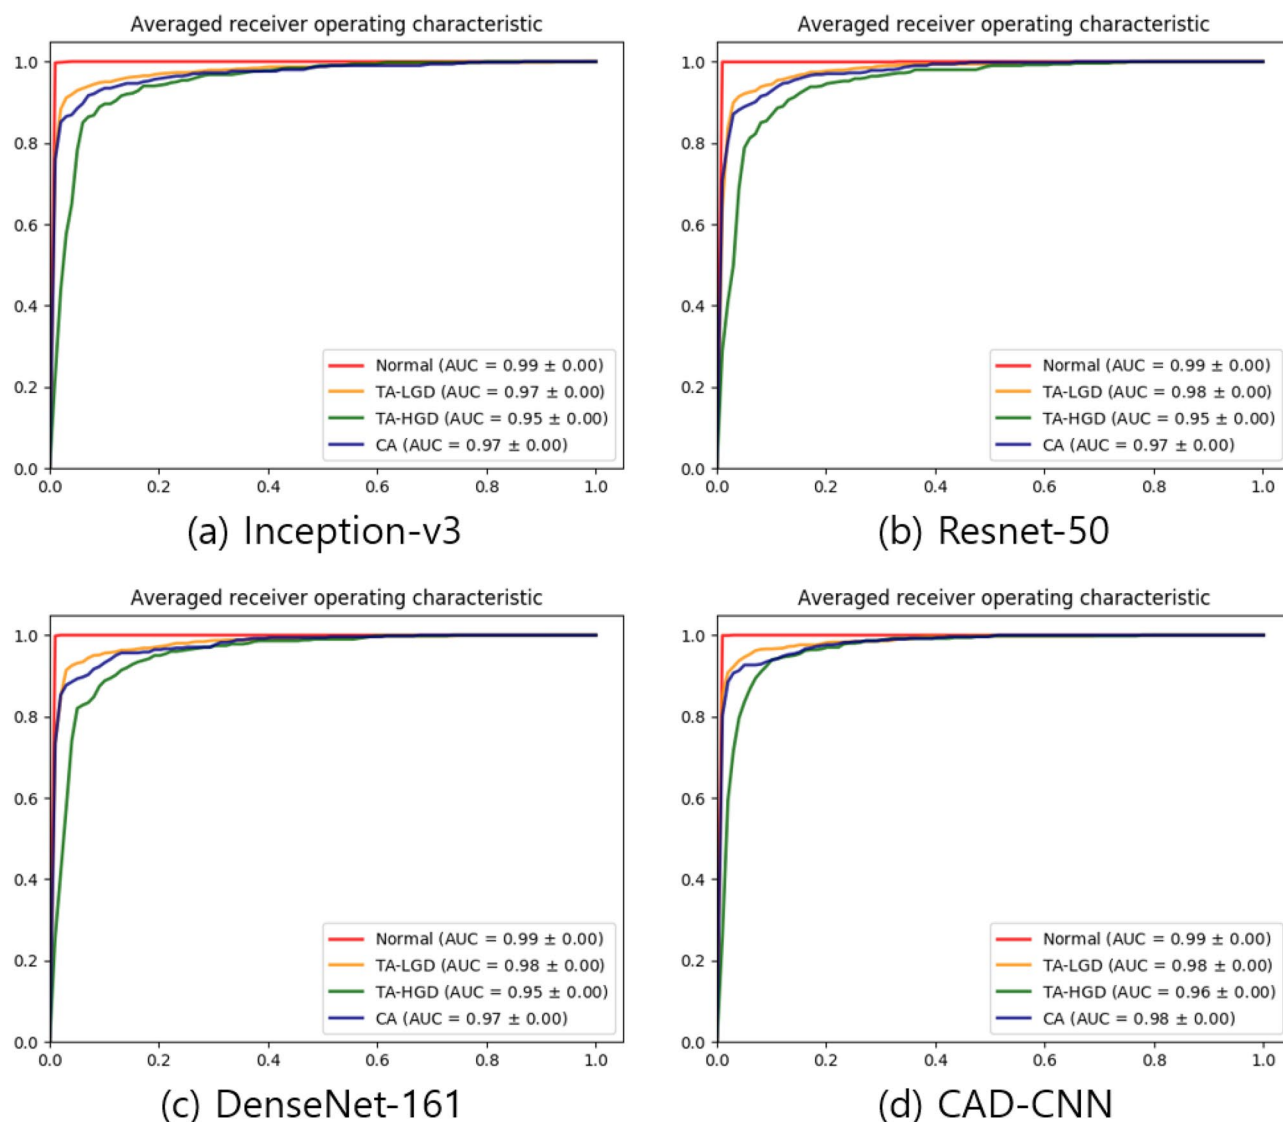 Averaged receiver operating characteristic
1.0
0.8
0.6
0.4
0.2
0.0
Normal (AUC = 0.99 ± 0.00)
TA-LGD (AUC = 0.97 ± 0.00)
TA-HGD (AUC = 0.95 ± 0.00)
CA (AUC = 0.97 ± 0.00)
0.0 0.2 0.4 0.6 0.8 1.0
(a) Inception-v3
Averaged receiver operating characteristic
1.0
0.8
0.6
0.4
0.2
0.0
Normal (AUC = 0.99 ± 0.00)
TA-LGD (AUC = 0.98 ± 0.00)
TA-HGD (AUC = 0.95 ± 0.00)
CA (AUC = 0.97 ± 0.00)
0.0 0.2 0.4 0.6 0.8 1.0
(b) Resnet-50
Averaged receiver operating characteristic
1.0
0.8
0.6
0.4
0.2
0.0
Normal (AUC = 0.99 ± 0.00)
TA-LGD (AUC = 0.98 ± 0.00)
TA-HGD (AUC = 0.95 ± 0.00)
CA (AUC = 0.97 ± 0.00)
0.0 0.2 0.4 0.6 0.8 1.0
(c) DenseNet-161
Averaged receiver operating characteristic
1.0
0.8
0.6
0.4
0.2
0.0
Normal (AUC = 0.99 ± 0.00)
TA-LGD (AUC = 0.98 ± 0.00)
TA-HGD (AUC = 0.96 ± 0.00)
CA (AUC = 0.98 ± 0.00)
0.0 0.2 0.4 0.6 0.8 1.0
(d) CAD-CNN